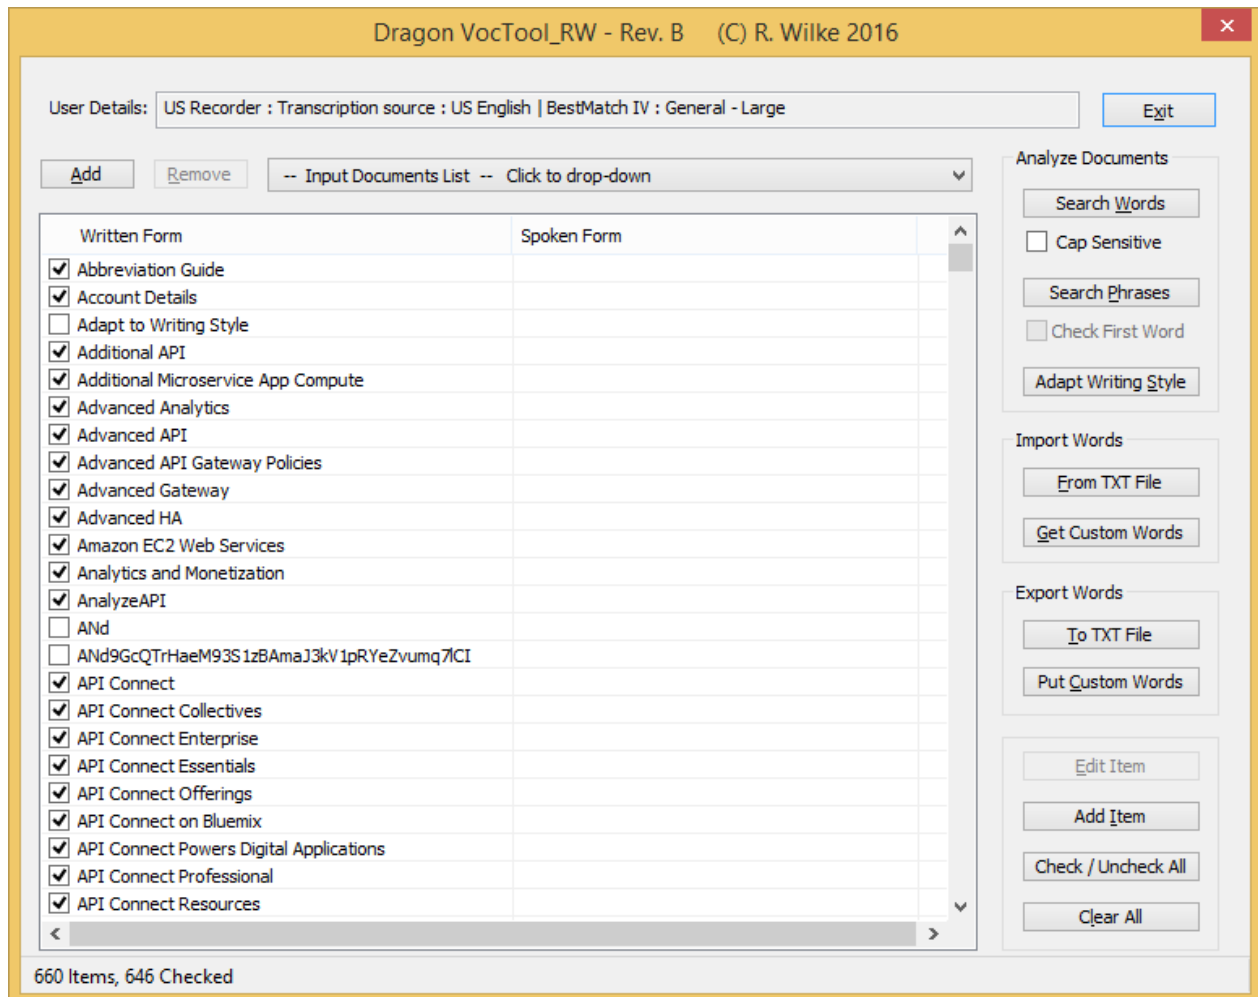 Dragon VocTool_RW - Rev. B (C) R. Wilke 2016
×
User Details:
US Recorder : Transcription source : US English | BestMatch IV : General - Large
Exit
Add
Remove
-- Input Documents List -- Click to drop-down
Written Form
Spoken Form
Abbreviation Guide
Account Details
Adapt to Writing Style
Additional API
Additional Microservice App Compute
Advanced Analytics
Advanced API
Advanced API Gateway Policies
Advanced Gateway
Advanced HA
Amazon EC2 Web Services
Analytics and Monetization
AnalyzeAPI
ANd
ANd9GcQTrHaeM93S1zBAmaJ3kV1pRYeZvumq7lCI
API Connect
API Connect Collectives
API Connect Enterprise
API Connect Essentials
API Connect Offerings
API Connect on Bluemix
API Connect Powers Digital Applications
API Connect Professional
API Connect Resources
Analyze Documents
Search Words
Cap Sensitive
Search Phrases
Check First Word
Adapt Writing Style
Import Words
From TXT File
Get Custom Words
Export Words
To TXT File
Put Custom Words
Edit Item
Add Item
Check / Uncheck All
Clear All
660 Items, 646 Checked